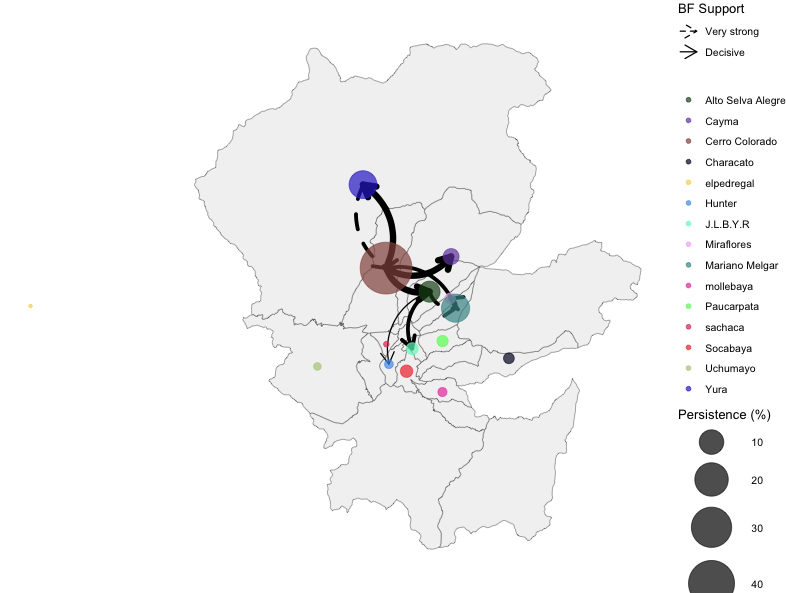 BF Support
Very strong
Decisive
Alto Selva Alegre
Cayma
Cerro Colorado
Characato
elpedregal
Hunter
J.L.B.Y.R
Miraflores
Mariano Melgar
mollebaya
Paucarpata
sachaca
Socabaya
Uchumayo
Yura
Persistence (%)
10
20
30
40